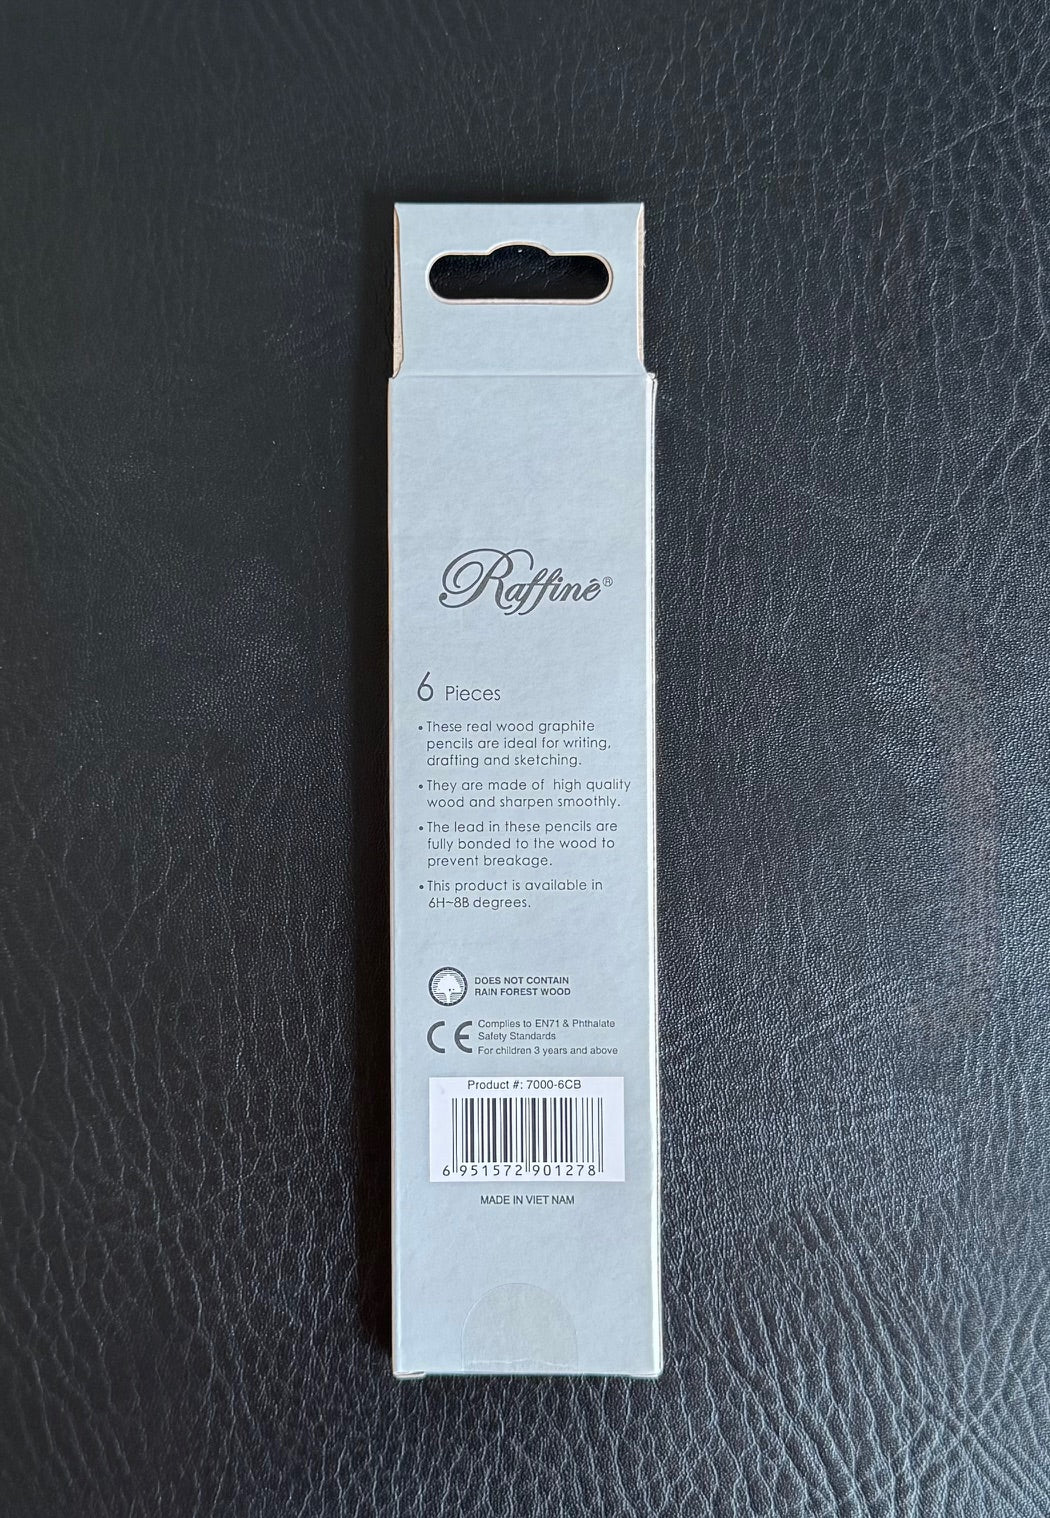 Raffiné®
6 Pieces
• These real wood graphite
pencils are ideal for writing,
drafting and sketching.
• They are made of high quality
wood and sharpen smoothly.
• The lead in these pencils are
fully bonded to the wood to
prevent breakage.
• This product is available in
6H~8B degrees.
DOES NOT CONTAIN
RAIN FOREST WOOD
CE
Complies to EN71 & Phthalate
Safety Standards
For children 3 years and above
Product #: 7000-6CB
6 951572 901278
MADE IN VIET NAM